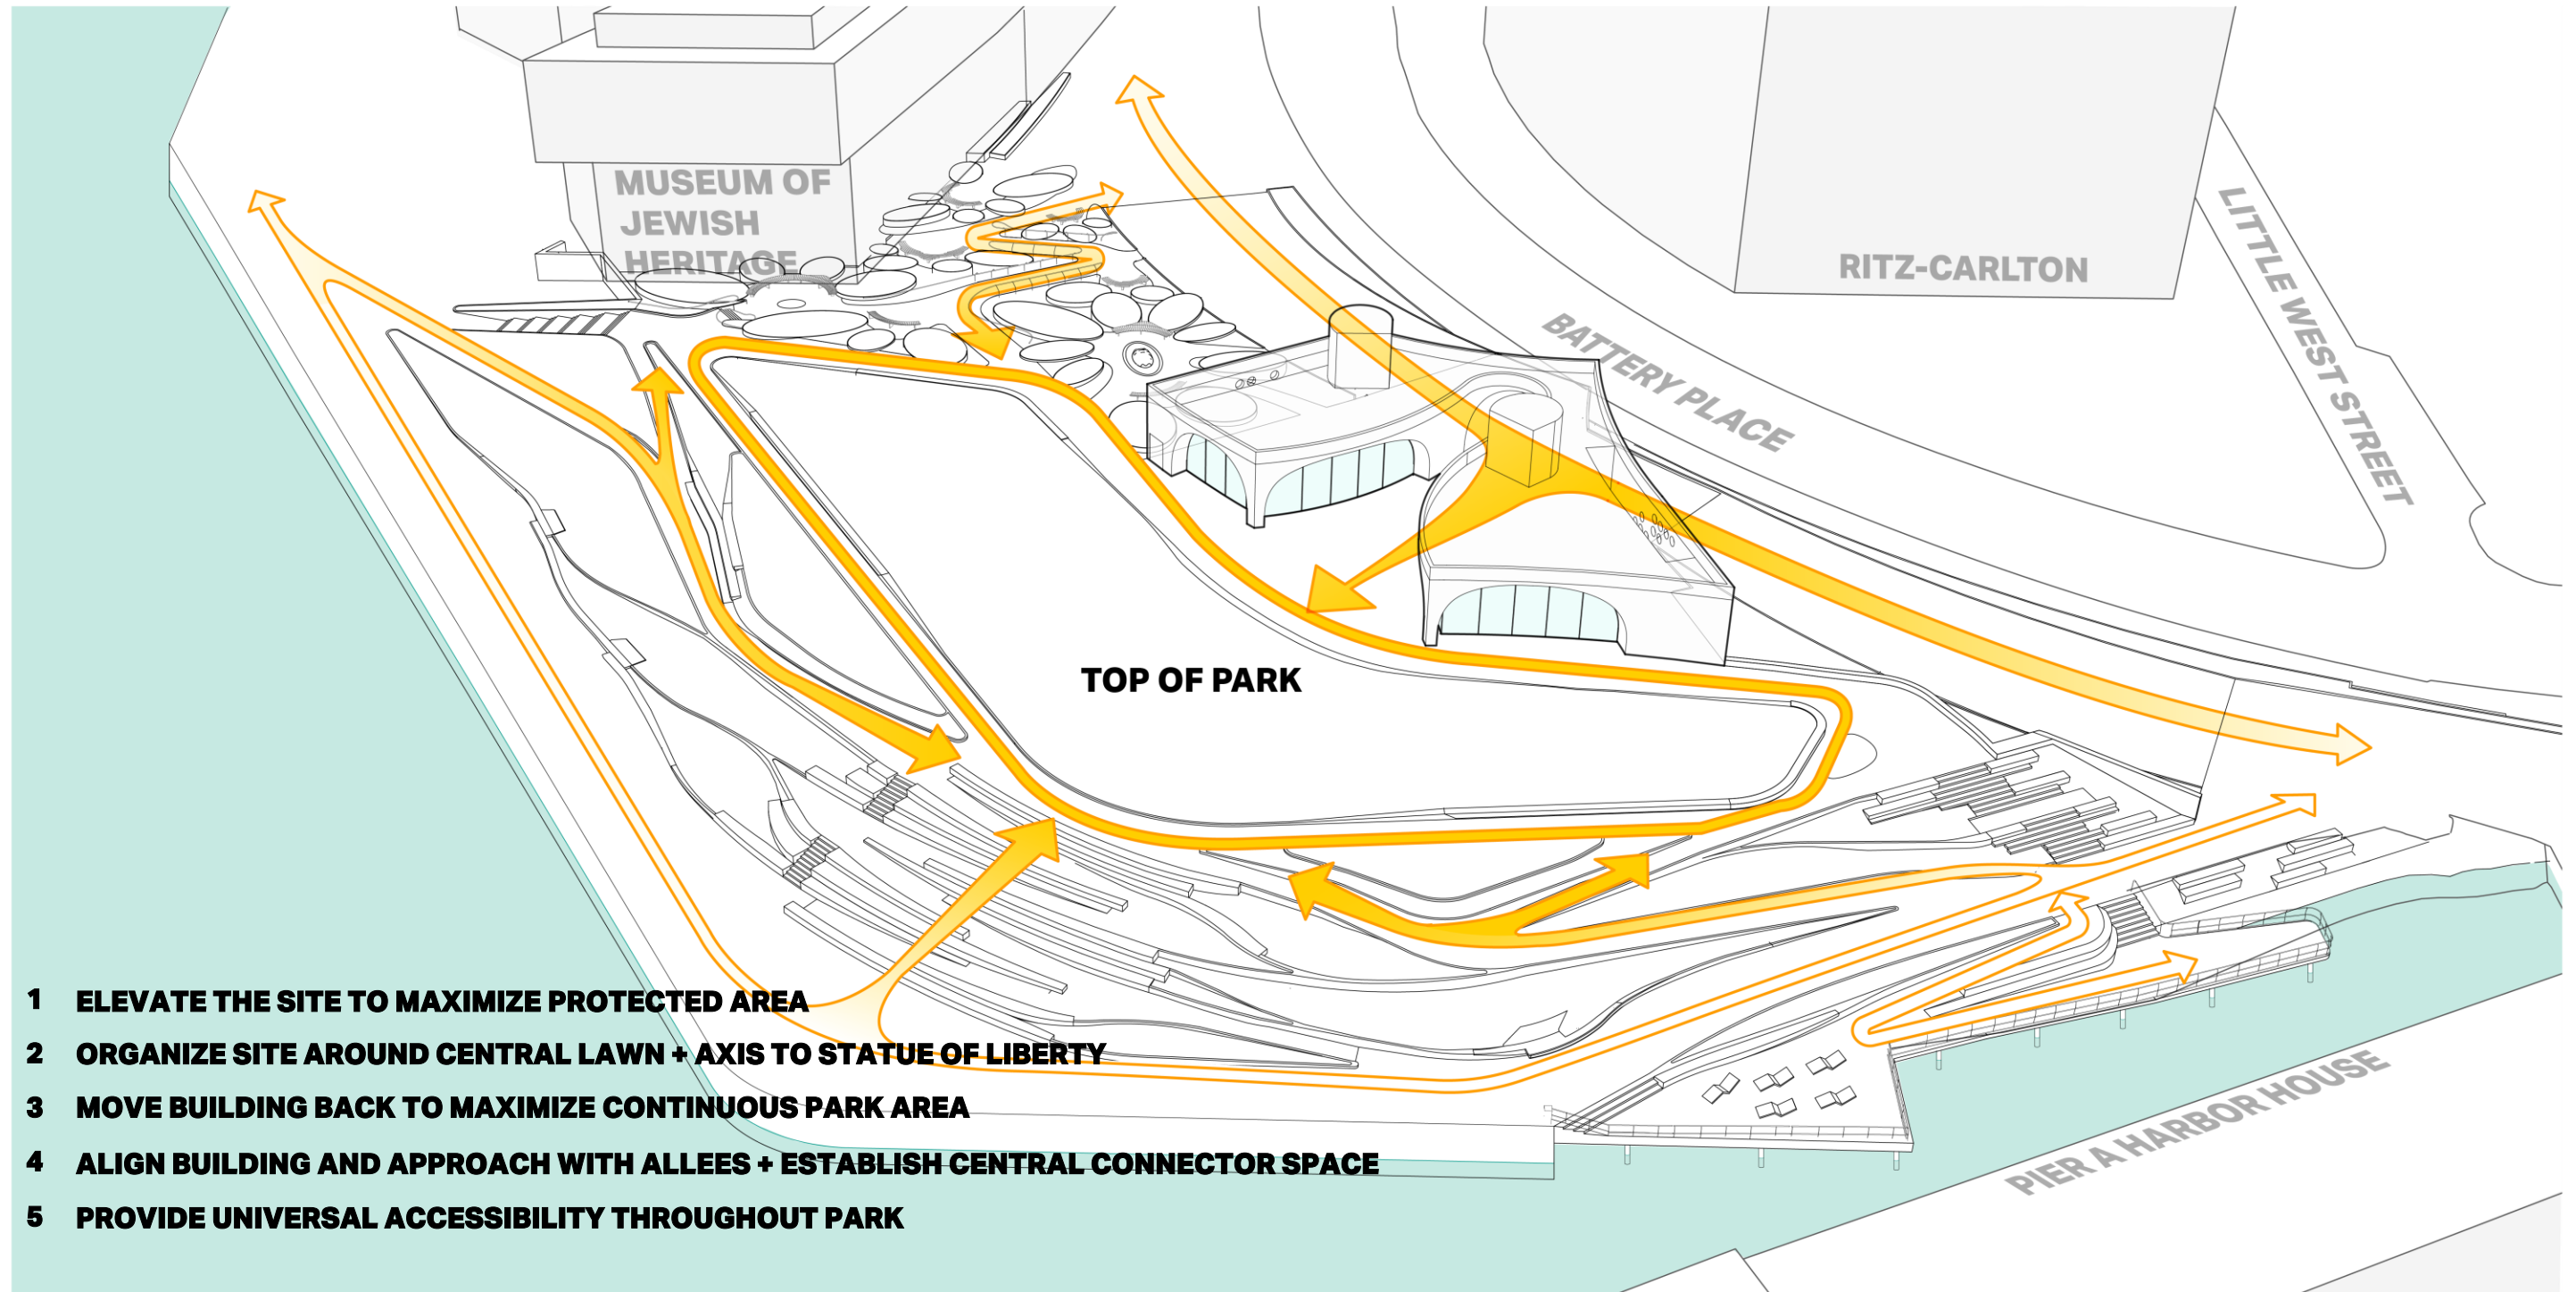 MUSEUM OF
JEWISH
HERITAGE
RITZ-CARLTON
LITTLE WEST STREET
BATTERY PLACE
TOP OF PARK
PIER A HARBOR HOUSE
1 ELEVATE THE SITE TO MAXIMIZE PROTECTED AREA
2 ORGANIZE SITE AROUND CENTRAL LAWN + AXIS TO STATUE OF LIBERTY
3 MOVE BUILDING BACK TO MAXIMIZE CONTINUOUS PARK AREA
4 ALIGN BUILDING AND APPROACH WITH ALLEES + ESTABLISH CENTRAL CONNECTOR SPACE
5 PROVIDE UNIVERSAL ACCESSIBILITY THROUGHOUT PARK